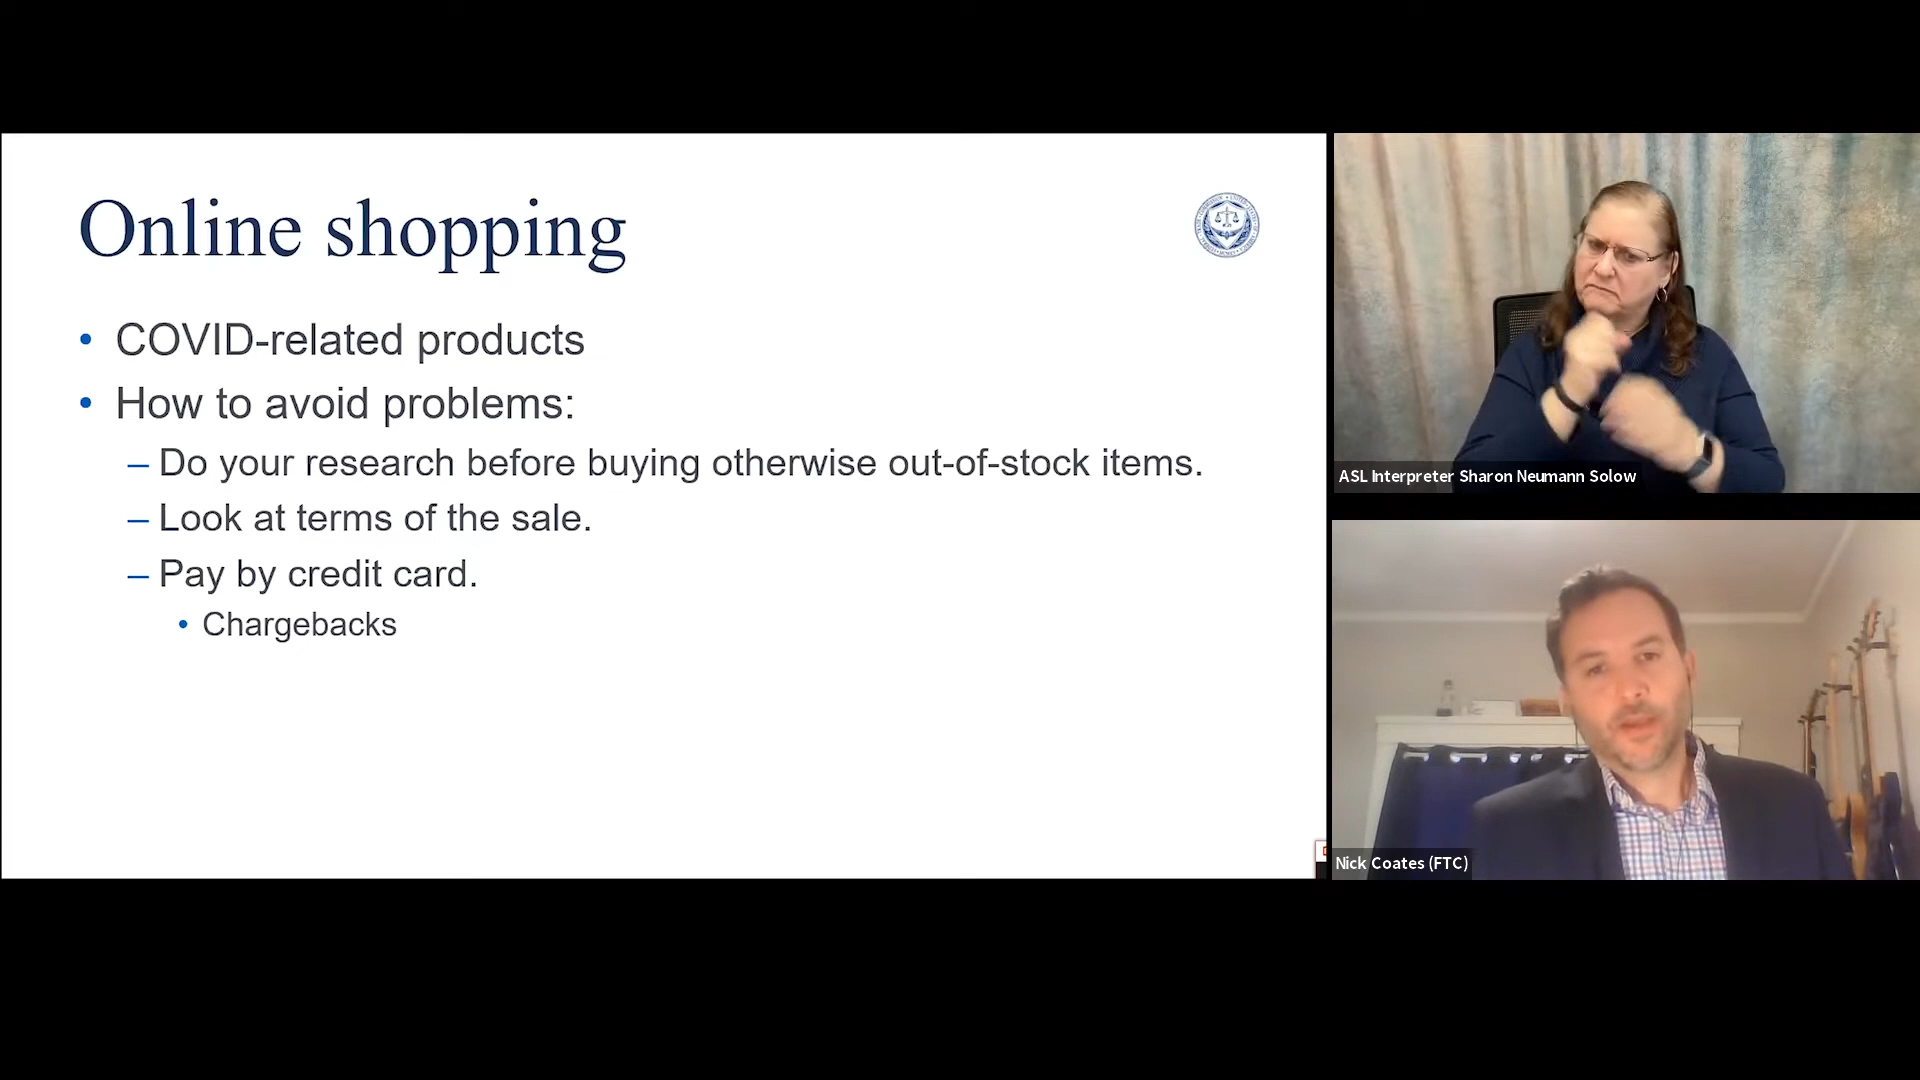 Online shopping
• COVID-related products
• How to avoid problems:
– Do your research before buying otherwise out-of-stock items.
– Look at terms of the sale.
– Pay by credit card.
• Chargebacks
ASL Interpreter Sharon Neumann Solow
Nick Coates (FTC)